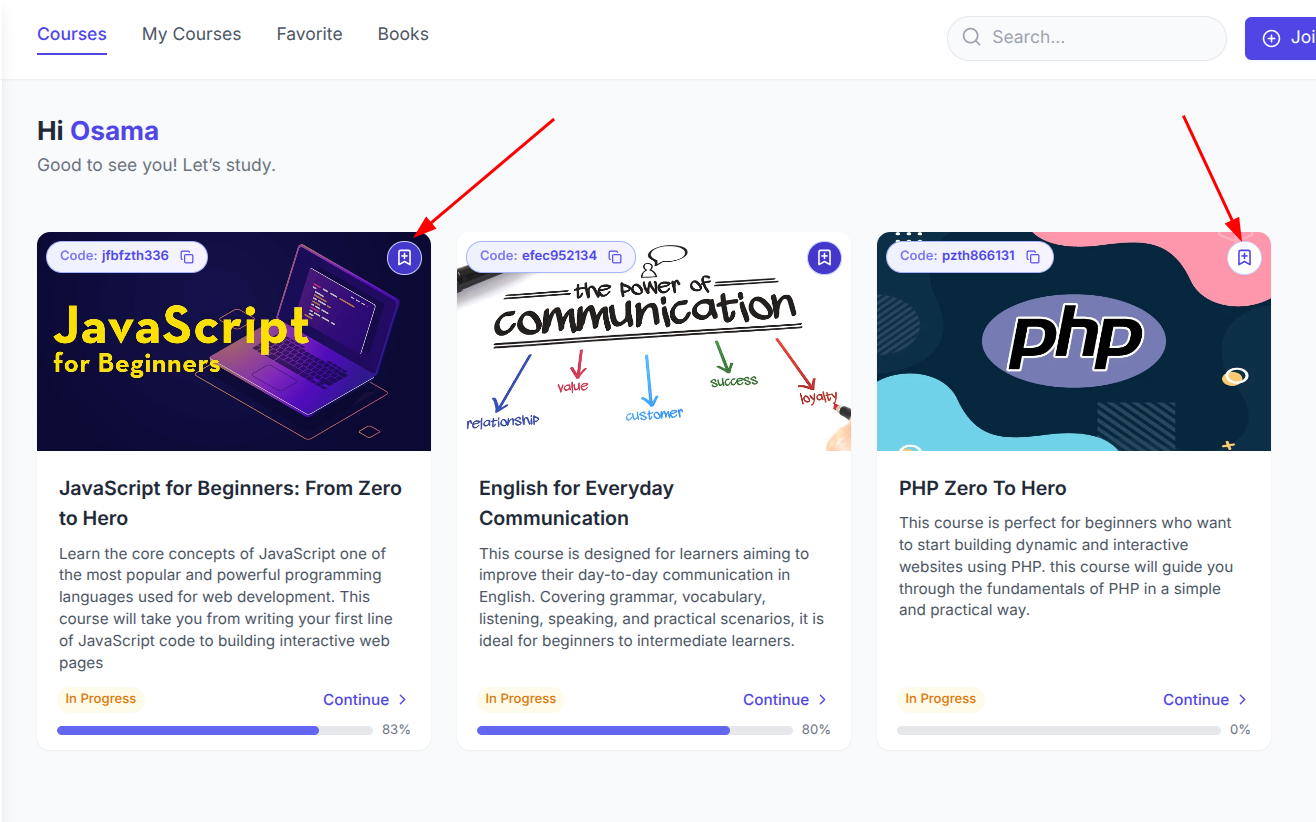 Courses My Courses Favorite Books Search... Joi
Hi Osama
Good to see you! Let’s study.
Code: jfbfzth336
JavaScript
for Beginners
JavaScript for Beginners: From Zero
to Hero
Learn the core concepts of JavaScript one of
the most popular and powerful programming
languages used for web development. This
course will take you from writing your first line
of JavaScript code to building interactive web
pages
In Progress Continue
83%
Code: efec952134
the power of
communication
relationship
value
customer
success
loyalty
English for Everyday
Communication
This course is designed for learners aiming to
improve their day-to-day communication in
English. Covering grammar, vocabulary,
listening, speaking, and practical scenarios, it is
ideal for beginners to intermediate learners.
In Progress Continue
80%
Code: pzth866131
php
PHP Zero To Hero
This course is perfect for beginners who want
to start building dynamic and interactive
websites using PHP. this course will guide you
through the fundamentals of PHP in a simple
and practical way.
In Progress Continue
0%